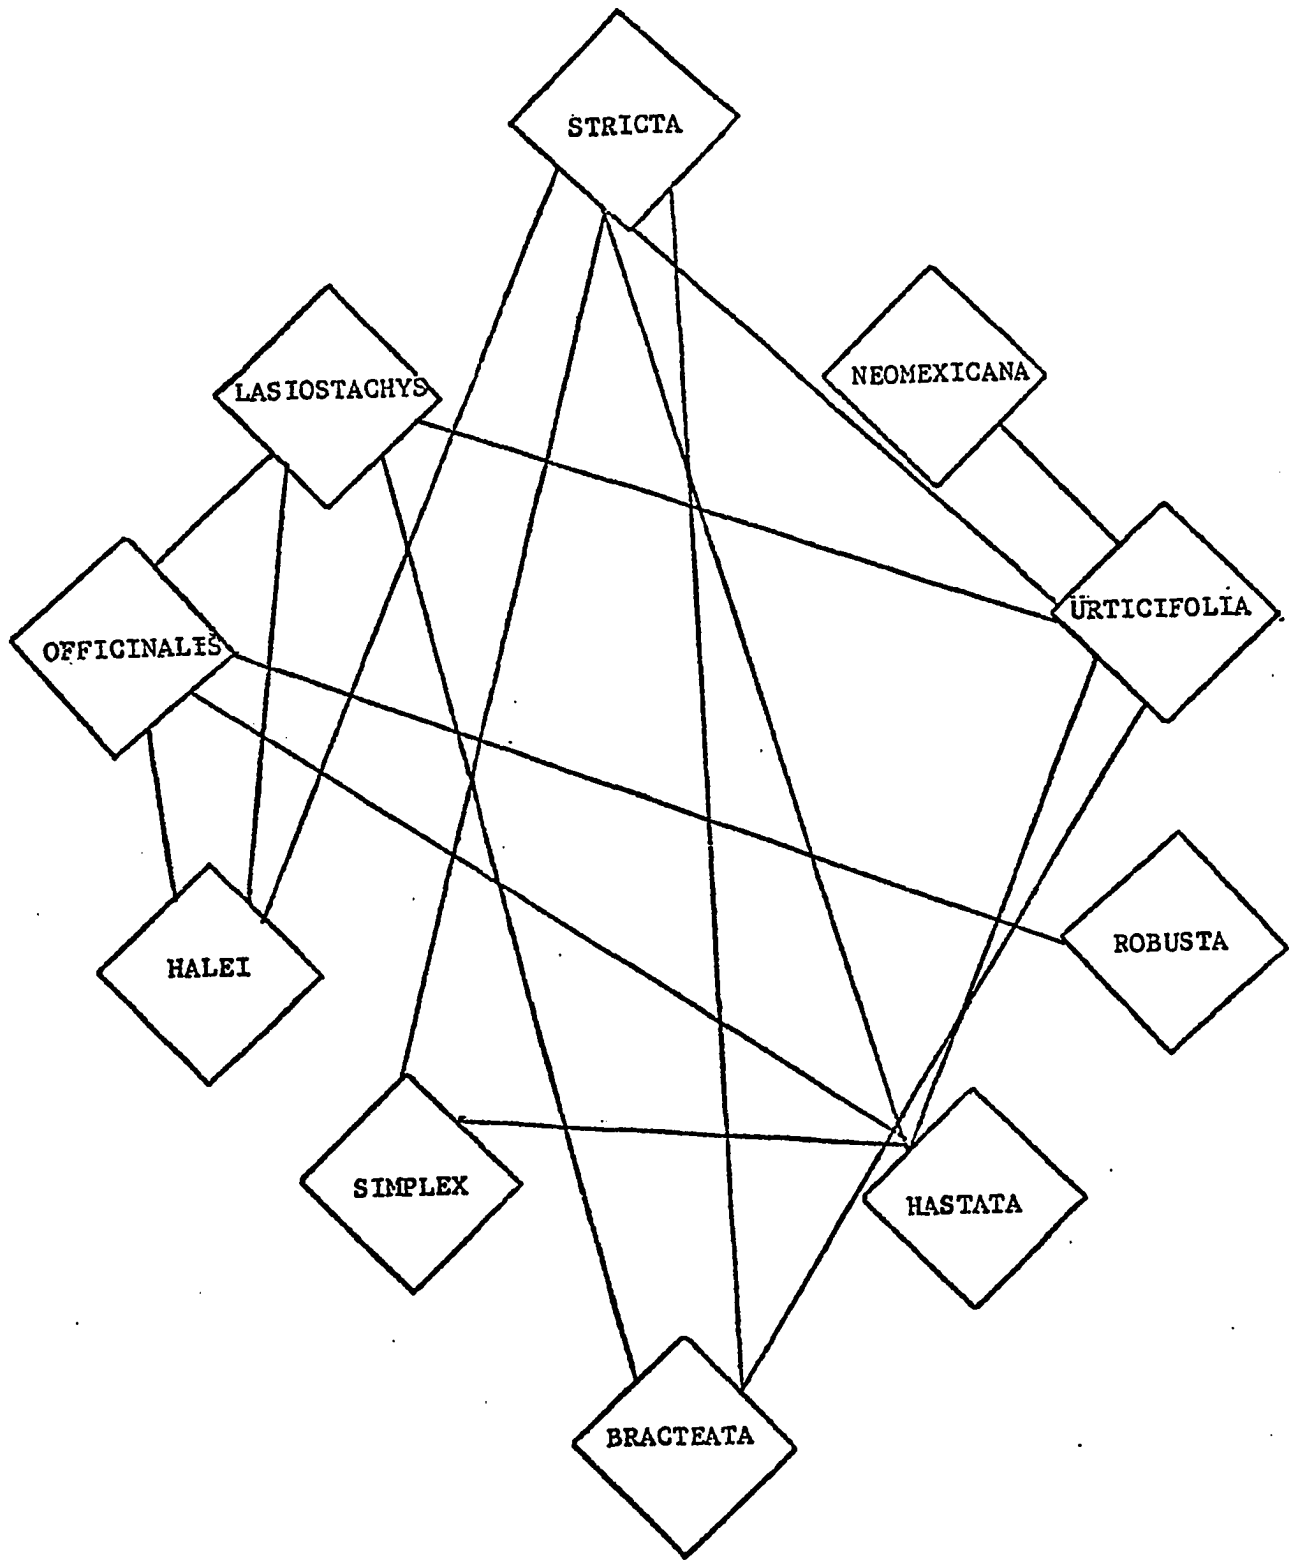 STRICTA
NEOMEXICANA
LASIOSTACHYS
URTICIFOLIA
OFFICINALIS
ROBUSTA
HALEI
SIMPLEX
HASTATA
BRACTEATA